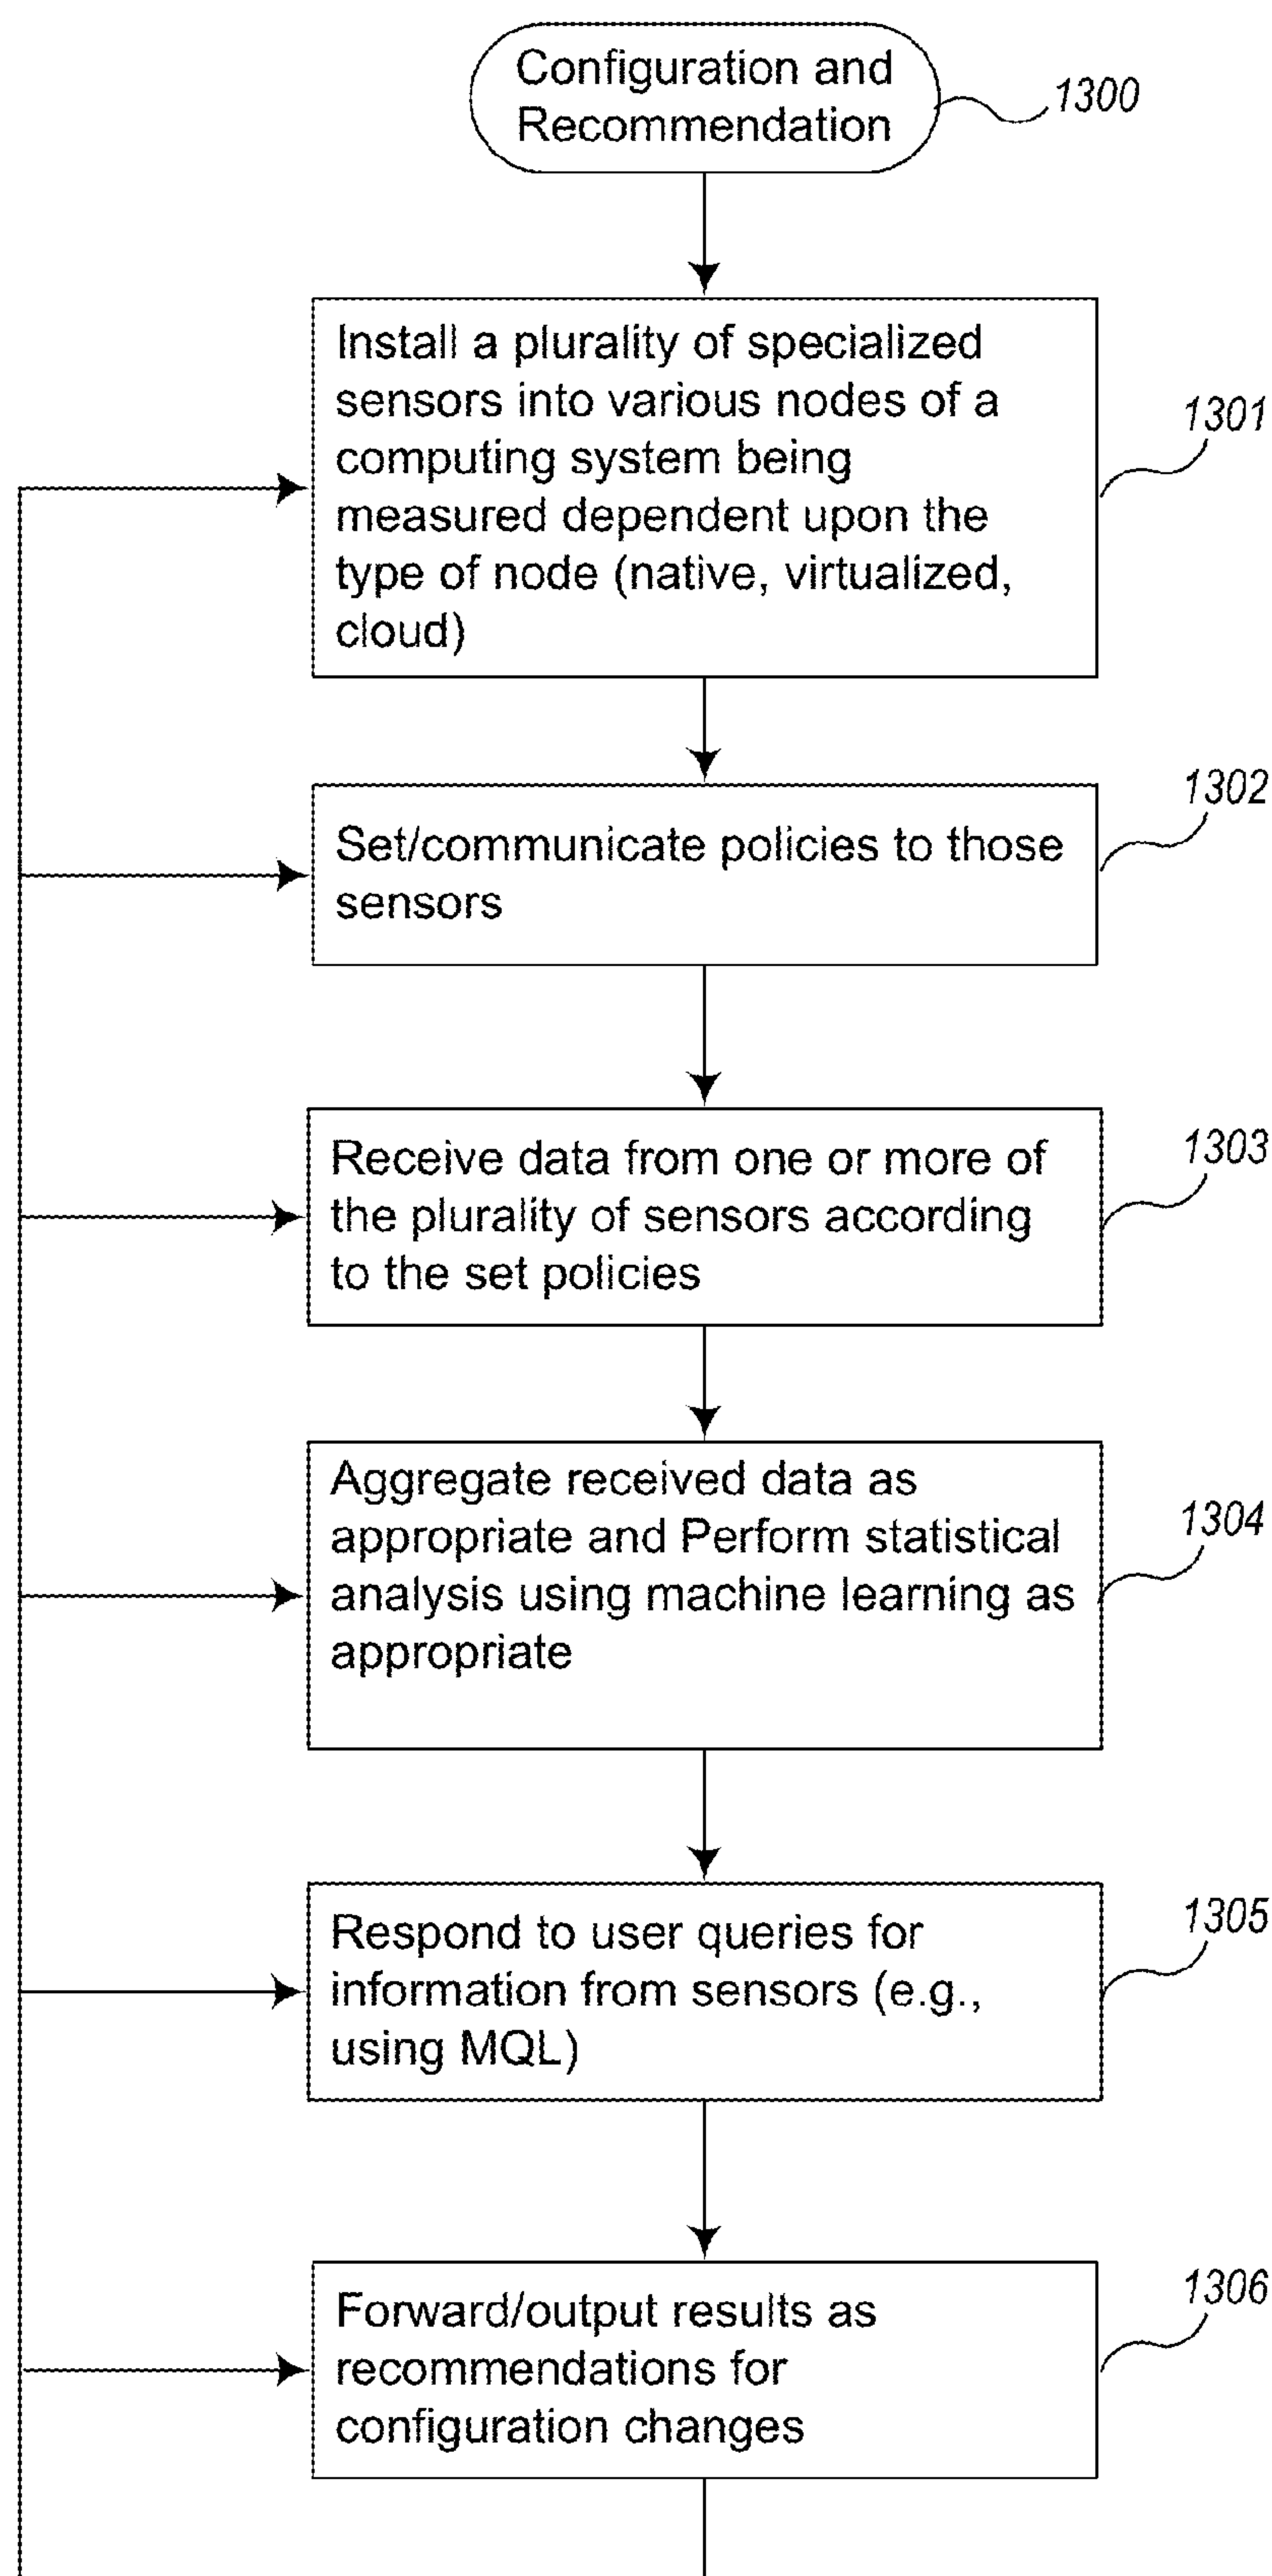 Configuration and
Recommendation
1300
Install a plurality of specialized
sensors into various nodes of a
computing system being
measured dependent upon the
type of node (native, virtualized,
cloud)
1301
Set/communicate policies to those
sensors
1302
Receive data from one or more of
the plurality of sensors according
to the set policies
1303
Aggregate received data as
appropriate and Perform statistical
analysis using machine learning as
appropriate
1304
Respond to user queries for
information from sensors (e.g.,
using MQL)
1305
Forward/output results as
recommendations for
configuration changes
1306